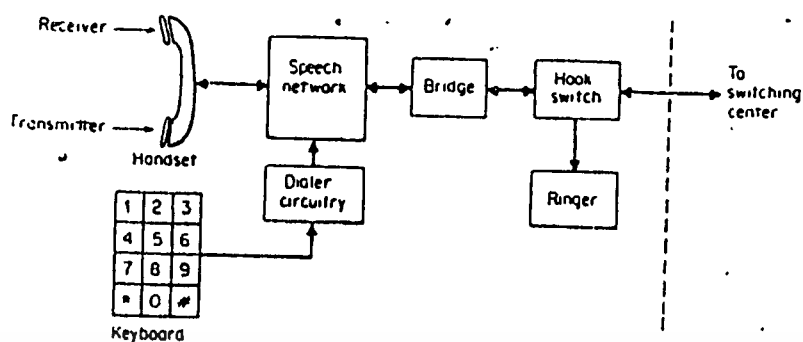 Receiver
Transmitter
Handset
Speech
network
Bridge
Hook
switch
To
switching
center
Dialer
circuitry
Ringer
1 2 3
4 5 6
7 8 9
* 0 #
Keyboard